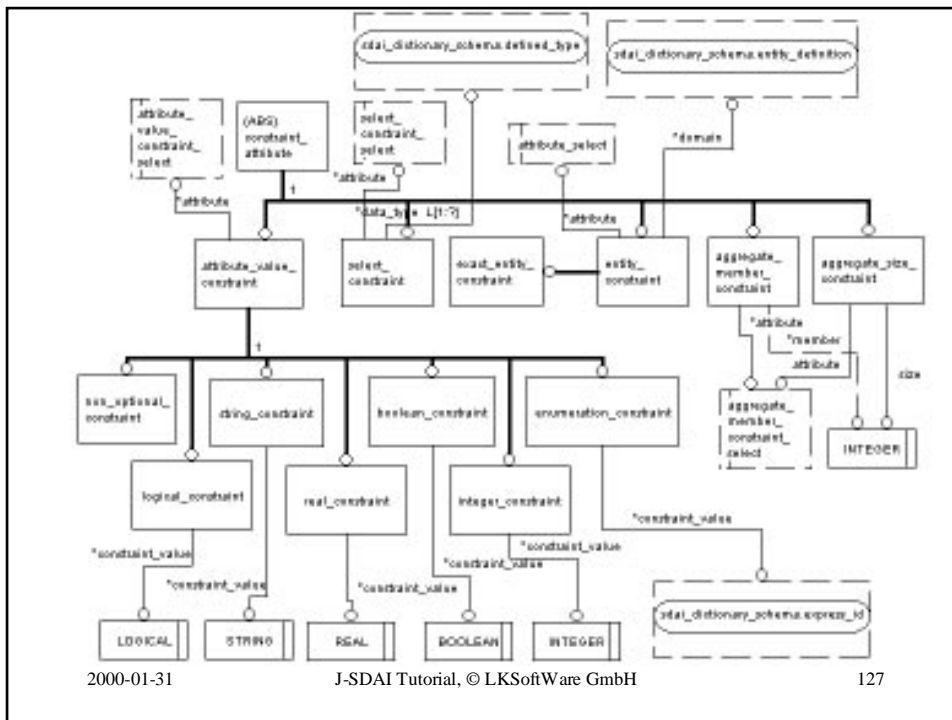 sdai_dictionary_schema.defined_type
sdai_dictionary_schema.entity_definition
attribute_
value_
constraint_
select
(ABS)
constraint_
attribute
select_
constraint_
select
attribute_select
*domain
*attribute
1
*attribute
*data_type L[1:?]
*attribute
attribute_value_
constraint
select_
constraint
exact_entity_
constraint
entity_
constraint
aggregate_
member_
constraint
aggregate_size_
constraint
*attribute
*member
attribute
size
1
non_optional_
constraint
string_constraint
boolean_constraint
enumeration_constraint
aggregate_
member_
constraint_
select
INTEGER
logical_constraint
real_constraint
integer_constraint
*constraint_value
*constraint_value
*constraint_value
*constraint_value
*constraint_value
*constraint_value
sdai_dictionary_schema.express_id
LOGICAL
STRING
REAL
BOOLEAN
INTEGER
2000-01-31
J-SDAI Tutorial, © LKSoftWare GmbH
127